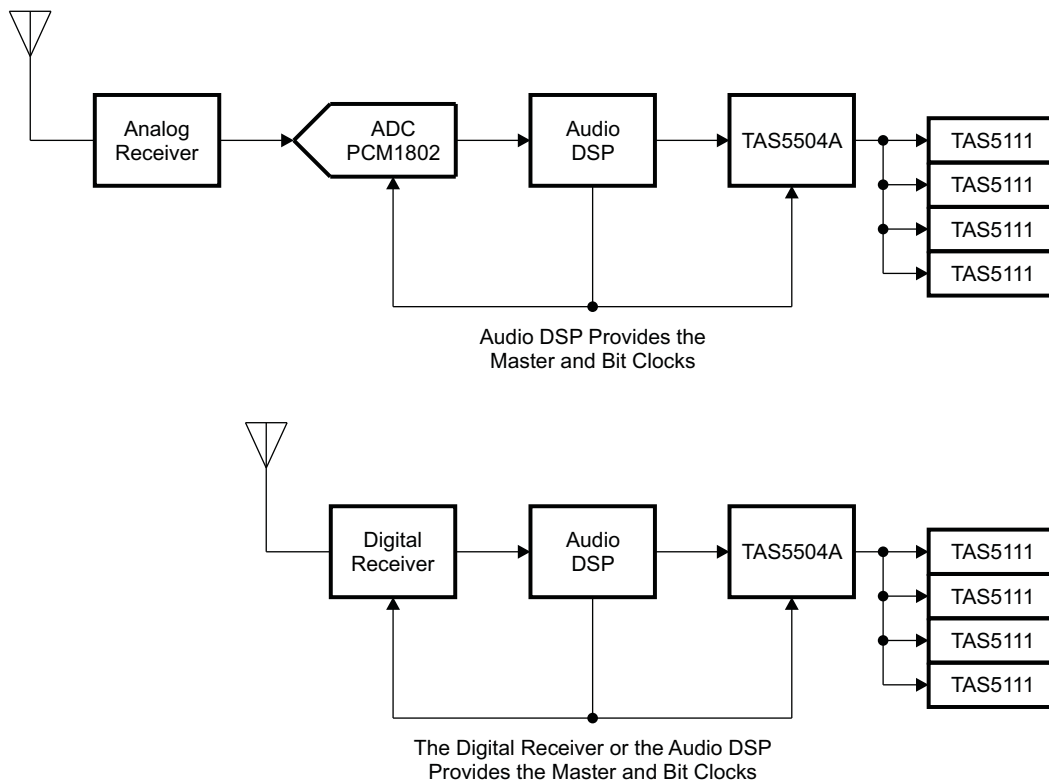 Analog
Receiver
ADC
PCM1802
Audio
DSP
TAS5504A
TAS5111
TAS5111
TAS5111
TAS5111
Audio DSP Provides the
Master and Bit Clocks
Digital
Receiver
Audio
DSP
TAS5504A
TAS5111
TAS5111
TAS5111
TAS5111
The Digital Receiver or the Audio DSP
Provides the Master and Bit Clocks